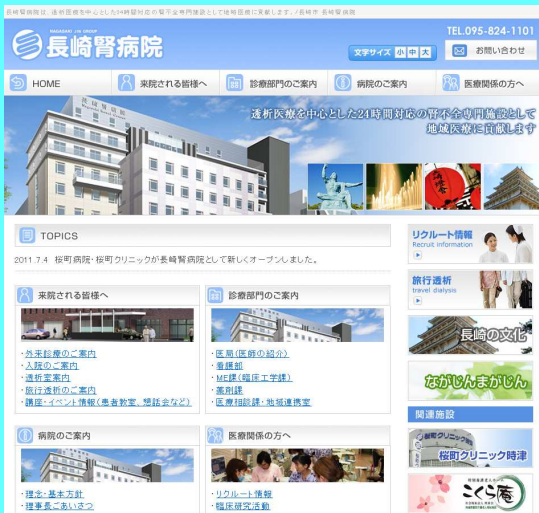 長崎腎病院は、透析医療を中心とした24時間対応の腎不全専門施設として地域医療に貢献します。/長崎市 長崎腎病院
NAGASAKI JIN GROUP
長崎腎病院
TEL.095-824-1101
文字サイズ 小 中 大
お問い合わせ
HOME
来院される皆様へ
診療部門のご案内
病院のご案内
医療関係の方へ
透析医療を中心とした24時間対応の腎不全専門施設として
地域医療に貢献します
TOPICS
2011.7.4 桜町病院・桜町クリニックが長崎腎病院として新しくオープンしました。
来院される皆様へ
・外来診療のご案内
・入院のご案内
・透析室案内
・旅行透析のご案内
・講座・イベント情報(患者教室、懇話会など)
診療部門のご案内
・医局(医師の紹介)
・看護部
・ME課(臨床工学課)
・薬剤課
・医療相談課・地域連携室
病院のご案内
・理念・基本方針
・理事長ごあいさつ
医療関係の方へ
・リクルート情報
・臨床研究活動
リクルート情報
Recruit information
旅行透析
travel dialysis
長崎の文化
ながじんまがじん
関連施設
桜町クリニック
桜町クリニック時津
こくら庵